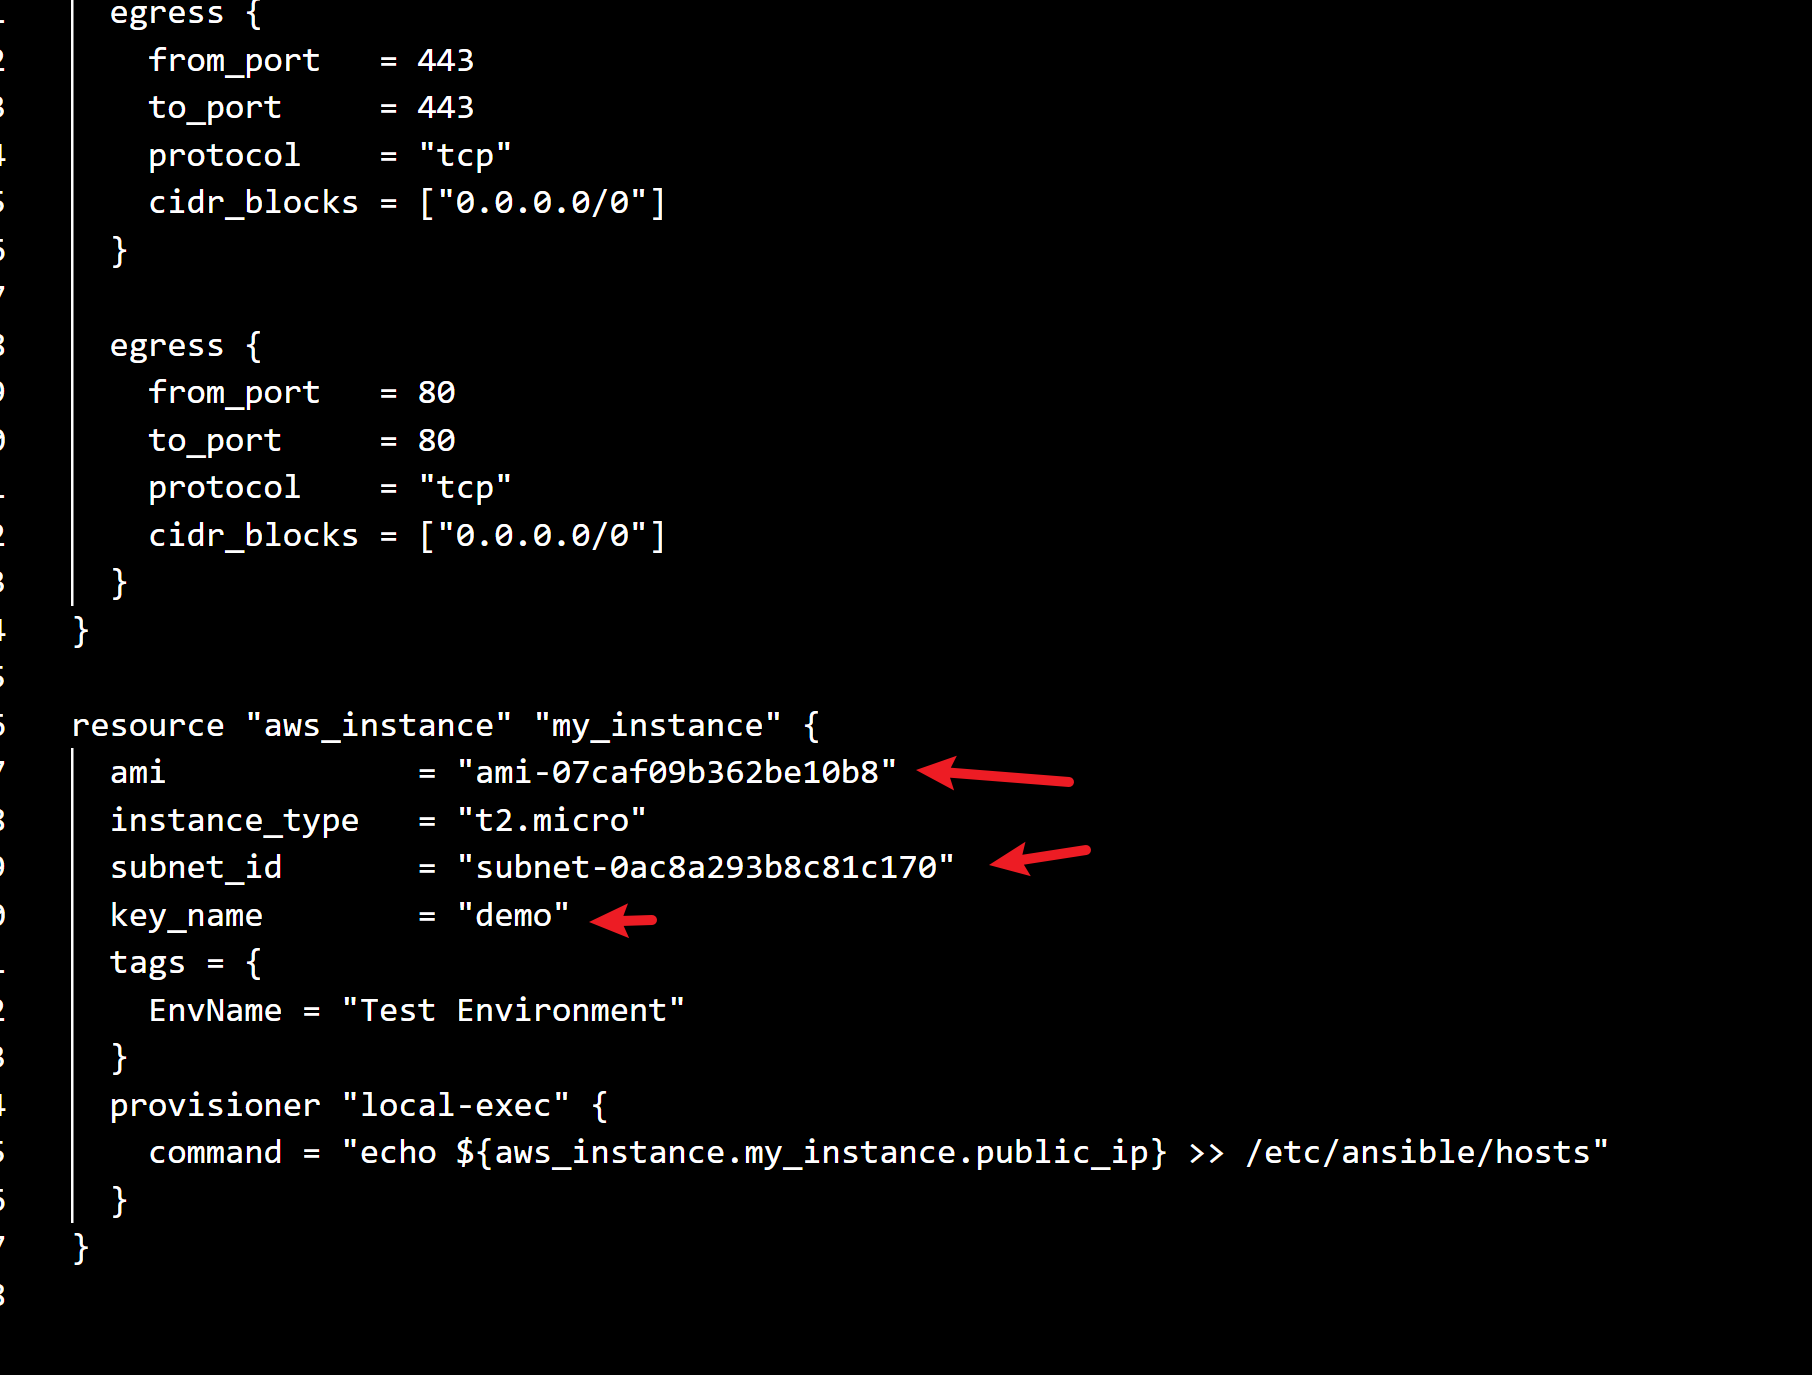 egress {
from_port = 443
to_port = 443
protocol = "tcp"
cidr_blocks = ["0.0.0.0/0"]
}
egress {
from_port = 80
to_port = 80
protocol = "tcp"
cidr_blocks = ["0.0.0.0/0"]
}
}
resource "aws_instance" "my_instance" {
ami = "ami-07caf09b362be10b8"
instance_type = "t2.micro"
subnet_id = "subnet-0ac8a293b8c81c170"
key_name = "demo"
tags = {
EnvName = "Test Environment"
}
provisioner "local-exec" {
command = "echo ${aws_instance.my_instance.public_ip} >> /etc/ansible/hosts"
}
}